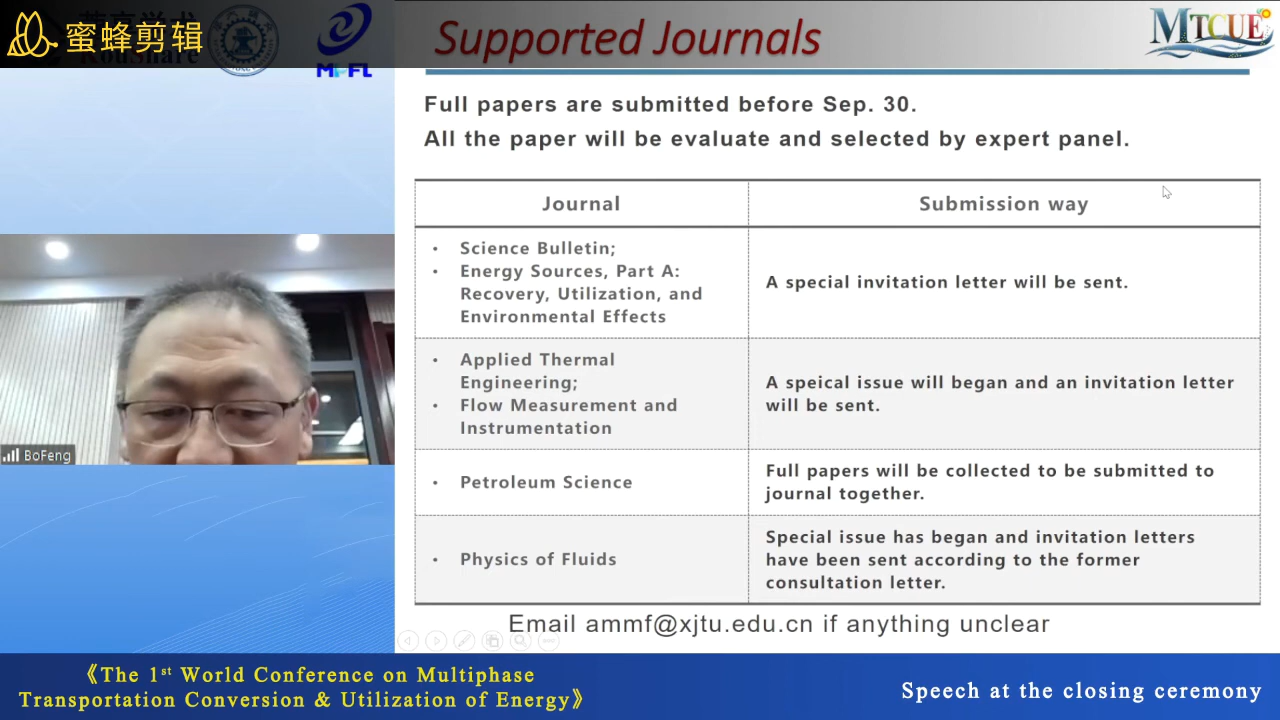 蜜蜂剪辑
MPFL
Supported Journals
MTCUE
Full papers are submitted before Sep. 30.
All the paper will be evaluate and selected by expert panel.
Journal
Submission way
• Science Bulletin;
• Energy Sources, Part A:
Recovery, Utilization, and
Environmental Effects
A special invitation letter will be sent.
• Applied Thermal
Engineering;
• Flow Measurement and
Instrumentation
A speical issue will began and an invitation letter
will be sent.
• Petroleum Science
Full papers will be collected to be submitted to
journal together.
• Physics of Fluids
Special issue has began and invitation letters
have been sent according to the former
consultation letter.
Email ammf@xjtu.edu.cn if anything unclear
BoFeng
《The 1st World Conference on Multiphase
Transportation Conversion & Utilization of Energy》
Speech at the closing ceremony